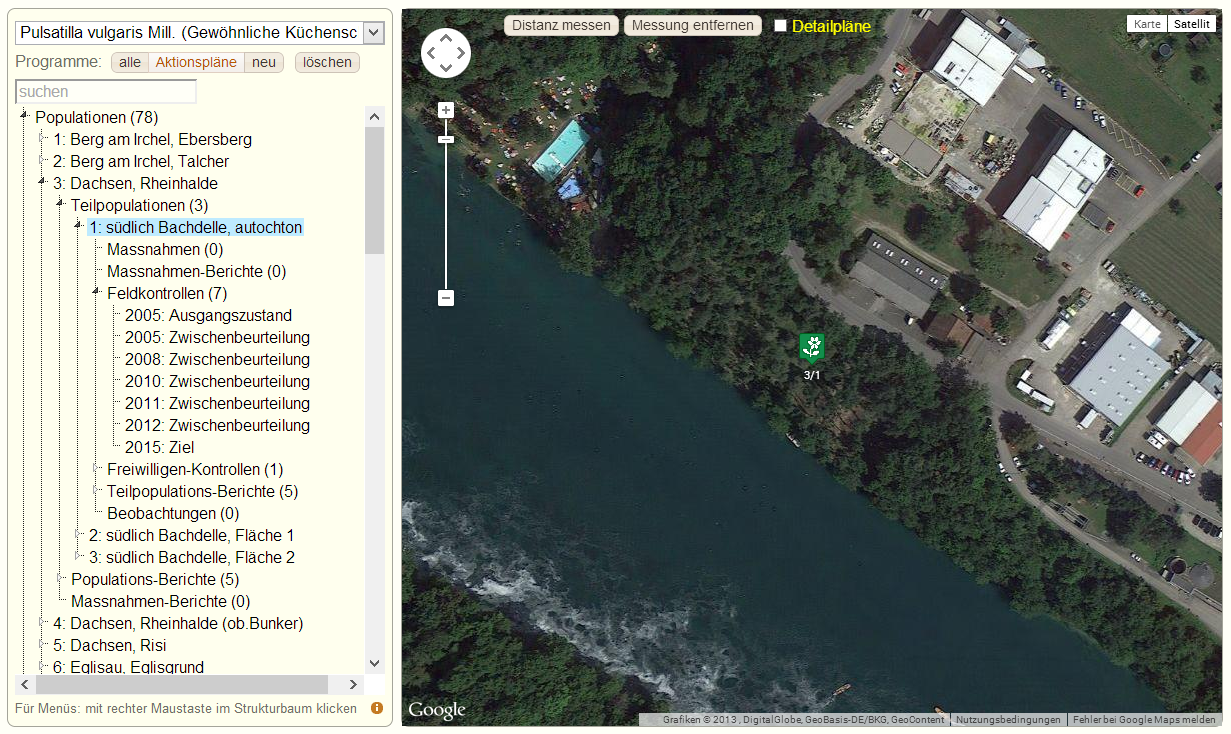 Pulsatilla vulgaris Mill. (Gewöhnliche Küchensc
Programme: alle Aktionspläne neu löschen
suchen
Populationen (78)
1: Berg am Irchel, Ebersberg
2: Berg am Irchel, Talcher
3: Dachsen, Rheinhalde
Teilpopulationen (3)
1: südlich Bachdelle, autochton
Massnahmen (0)
Massnahmen-Berichte (0)
Feldkontrollen (7)
2005: Ausgangszustand
2005: Zwischenbeurteilung
2008: Zwischenbeurteilung
2010: Zwischenbeurteilung
2011: Zwischenbeurteilung
2012: Zwischenbeurteilung
2015: Ziel
Freiwilligen-Kontrollen (1)
Teilpopulations-Berichte (5)
Beobachtungen (0)
2: südlich Bachdelle, Fläche 1
3: südlich Bachdelle, Fläche 2
Populations-Berichte (5)
Massnahmen-Berichte (0)
4: Dachsen, Rheinhalde (ob.Bunker)
5: Dachsen, Risi
6: Eglisau, Eglisgrund
Für Menüs: mit rechter Maustaste im Strukturbaum klicken
Distanz messen Messung entfernen Detailpläne Karte Satellit
3/1
Google
Grafiken © 2013 , DigitalGlobe, GeoBasis-DE/BKG, GeoContent Nutzungsbedingungen Fehler bei Google Maps melden